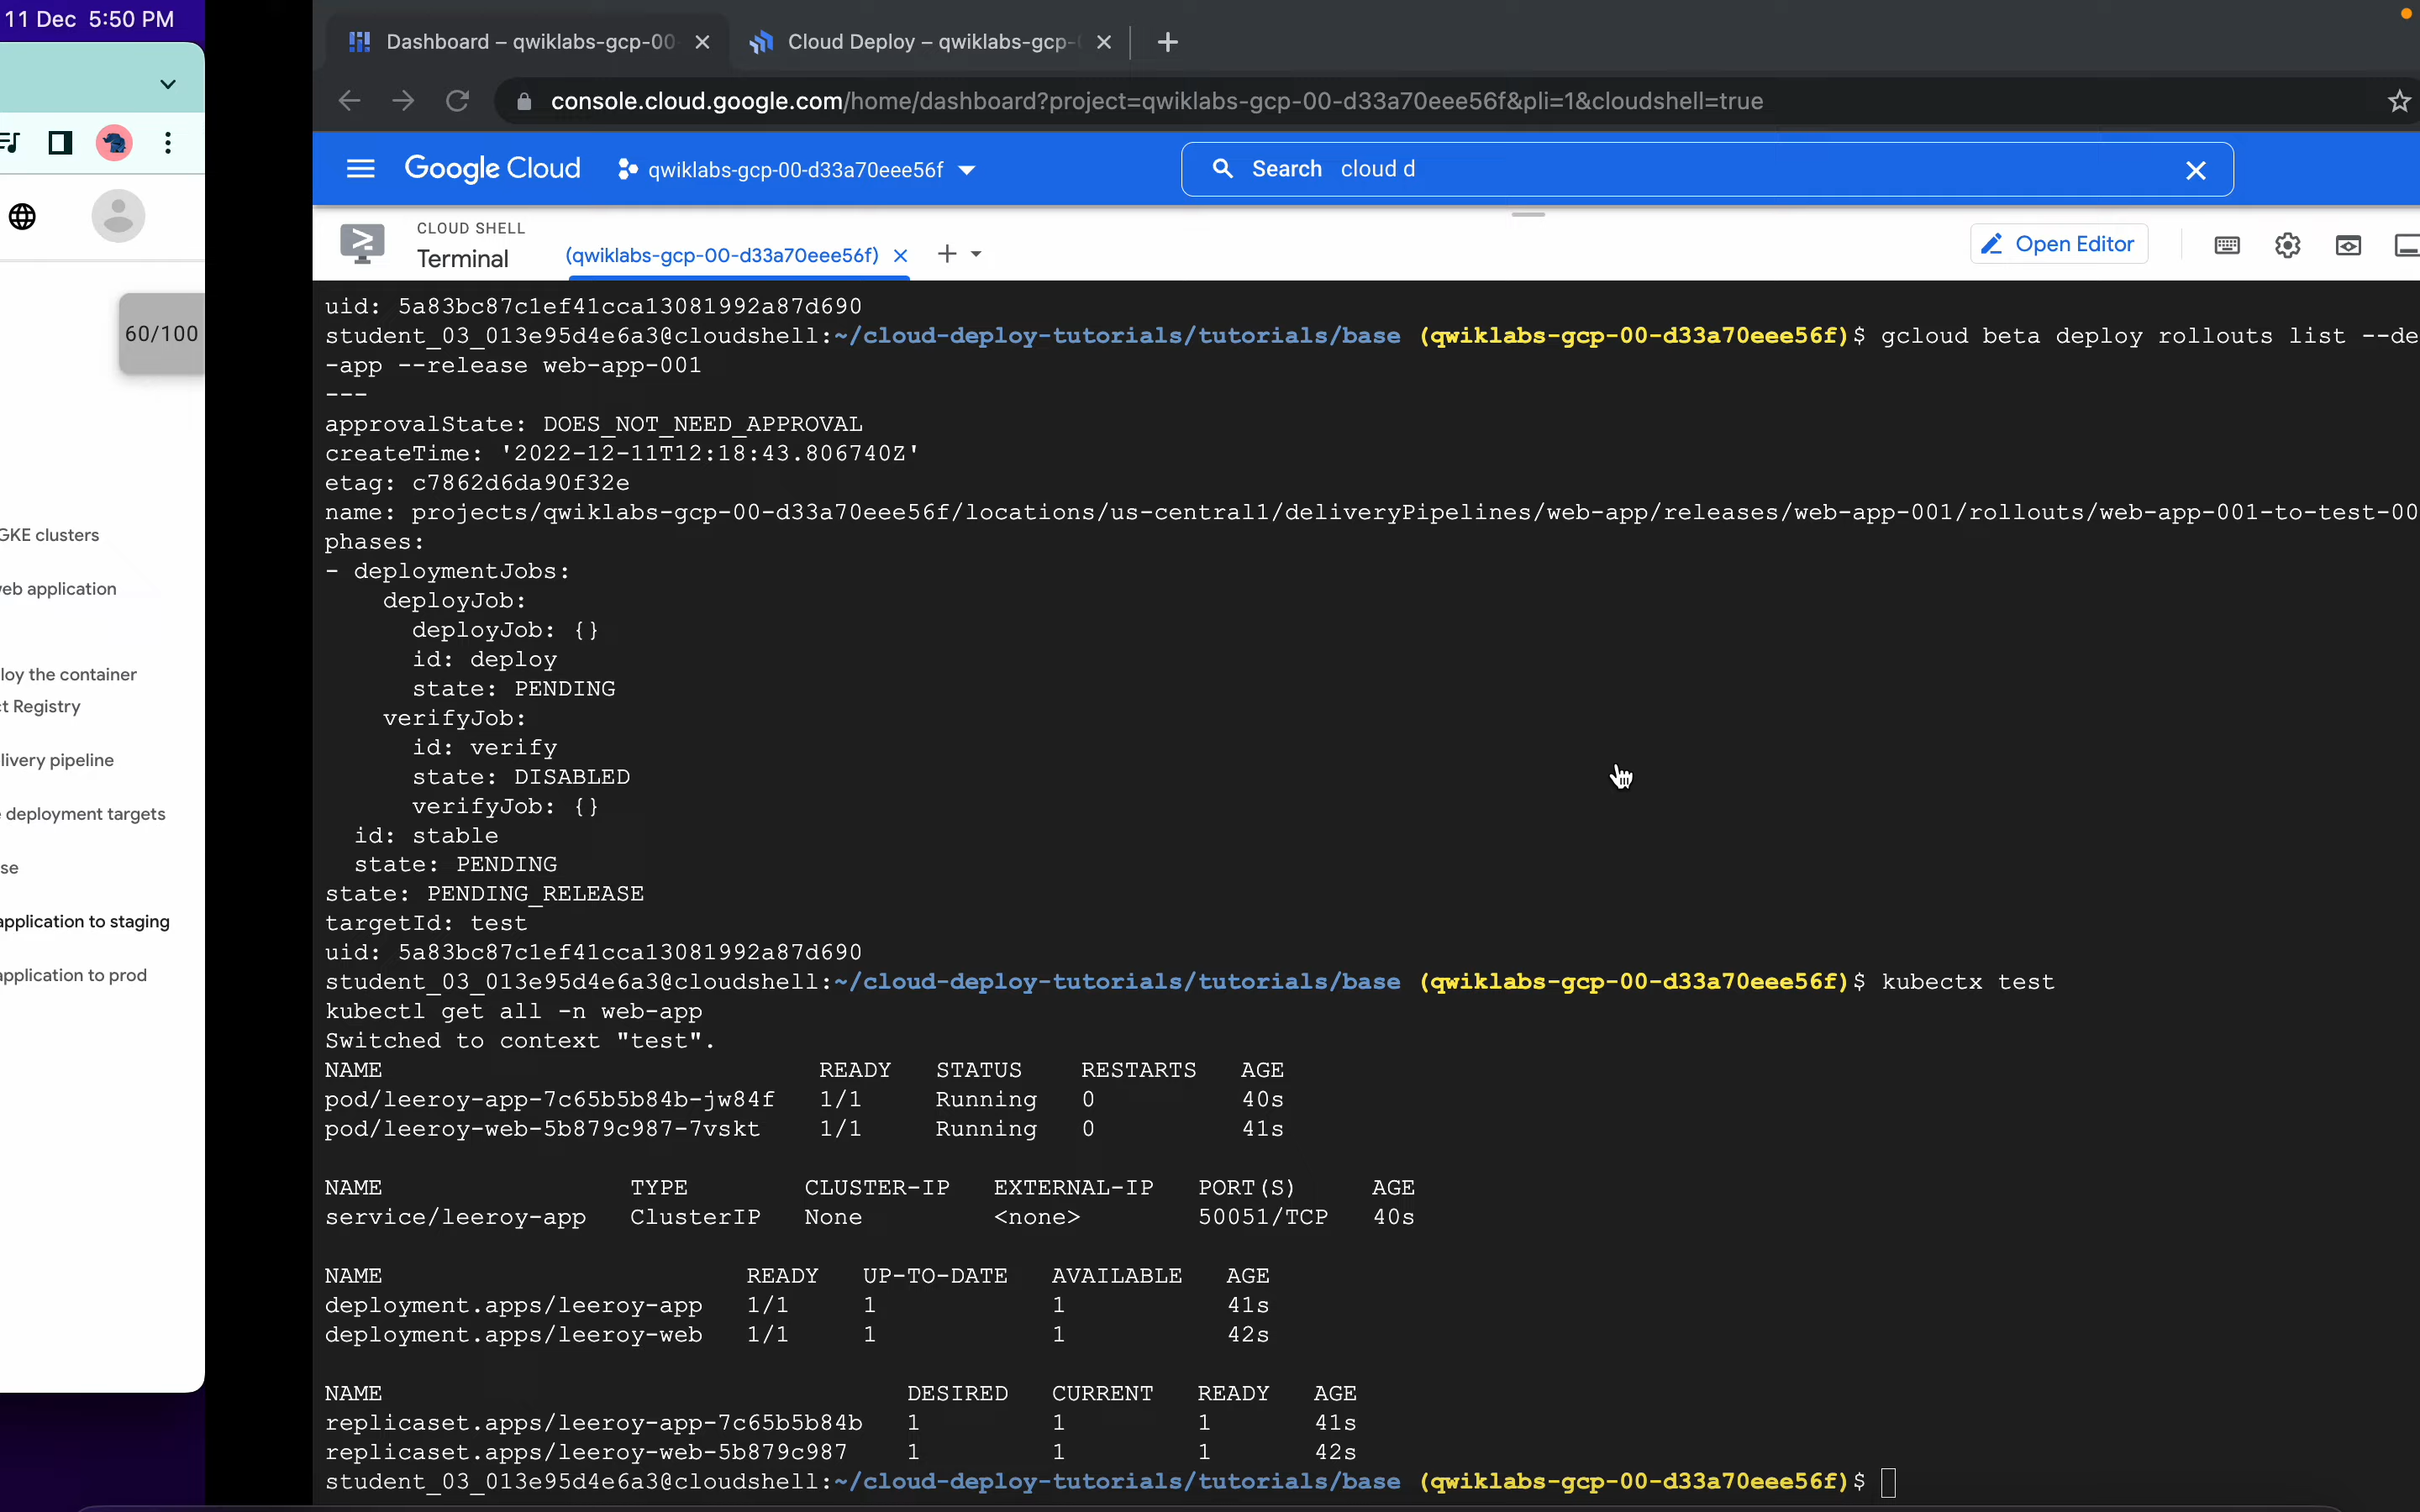 11 Dec 5:50 PM
60/100
GKE clusters
eb application
loy the container
t Registry
livery pipeline
deployment targets
se
application to staging
application to prod
Dashboard – qwiklabs-gcp-00
Cloud Deploy – qwiklabs-gcp-
console.cloud.google.com/home/dashboard?project=qwiklabs-gcp-00-d33a70eee56f&pli=1&cloudshell=true
Google Cloud
qwiklabs-gcp-00-d33a70eee56f
Search cloud d
CLOUD SHELL
Terminal
(qwiklabs-gcp-00-d33a70eee56f)
Open Editor
uid: 5a83bc87c1ef41cca13081992a87d690
student_03_013e95d4e6a3@cloudshell:~/cloud-deploy-tutorials/tutorials/base (qwiklabs-gcp-00-d33a70eee56f)$ gcloud beta deploy rollouts list --de
-app --release web-app-001
---
approvalState: DOES_NOT_NEED_APPROVAL
createTime: '2022-12-11T12:18:43.806740Z'
etag: c7862d6da90f32e
name: projects/qwiklabs-gcp-00-d33a70eee56f/locations/us-central1/deliveryPipelines/web-app/releases/web-app-001/rollouts/web-app-001-to-test-00
phases:
- deploymentJobs:
deployJob:
deployJob: {}
id: deploy
state: PENDING
verifyJob:
id: verify
state: DISABLED
verifyJob: {}
id: stable
state: PENDING
state: PENDING_RELEASE
targetId: test
uid: 5a83bc87c1ef41cca13081992a87d690
student_03_013e95d4e6a3@cloudshell:~/cloud-deploy-tutorials/tutorials/base (qwiklabs-gcp-00-d33a70eee56f)$ kubectx test
kubectl get all -n web-app
Switched to context "test".
NAME READY STATUS RESTARTS AGE
pod/leeroy-app-7c65b5b84b-jw84f 1/1 Running 0 40s
pod/leeroy-web-5b879c987-7vskt 1/1 Running 0 41s
NAME TYPE CLUSTER-IP EXTERNAL-IP PORT(S) AGE
service/leeroy-app ClusterIP None <none> 50051/TCP 40s
NAME READY UP-TO-DATE AVAILABLE AGE
deployment.apps/leeroy-app 1/1 1 1 41s
deployment.apps/leeroy-web 1/1 1 1 42s
NAME DESIRED CURRENT READY AGE
replicaset.apps/leeroy-app-7c65b5b84b 1 1 1 41s
replicaset.apps/leeroy-web-5b879c987 1 1 1 42s
student_03_013e95d4e6a3@cloudshell:~/cloud-deploy-tutorials/tutorials/base (qwiklabs-gcp-00-d33a70eee56f)$